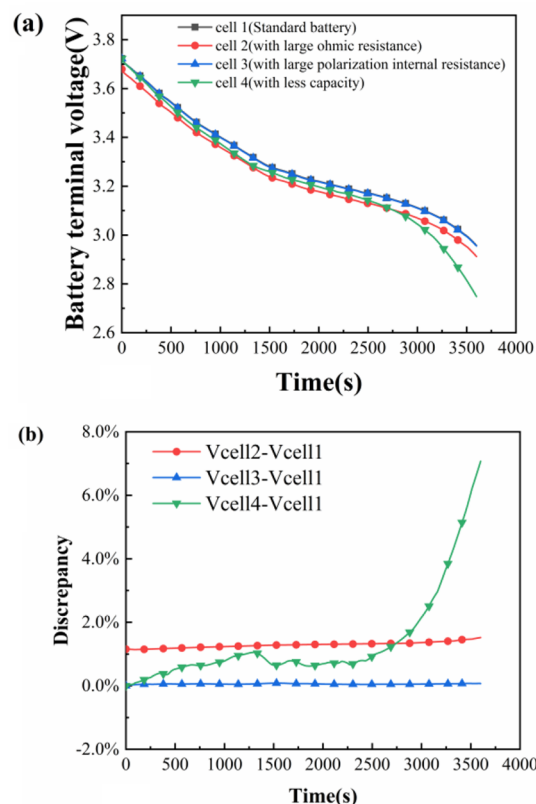 (a)
cell 1(Standard battery)
cell 2(with large ohmic resistance)
cell 3(with large polarization internal resistance)
cell 4(with less capacity)
Battery terminal voltage(V)
3.8
3.6
3.4
3.2
3.0
2.8
2.6
0 500 1000 1500 2000 2500 3000 3500 4000
Time(s)
(b)
Vcell2-Vcell1
Vcell3-Vcell1
Vcell4-Vcell1
Discrepancy
8.0%
6.0%
4.0%
2.0%
0.0%
-2.0%
0 500 1000 1500 2000 2500 3000 3500 4000
Time(s)